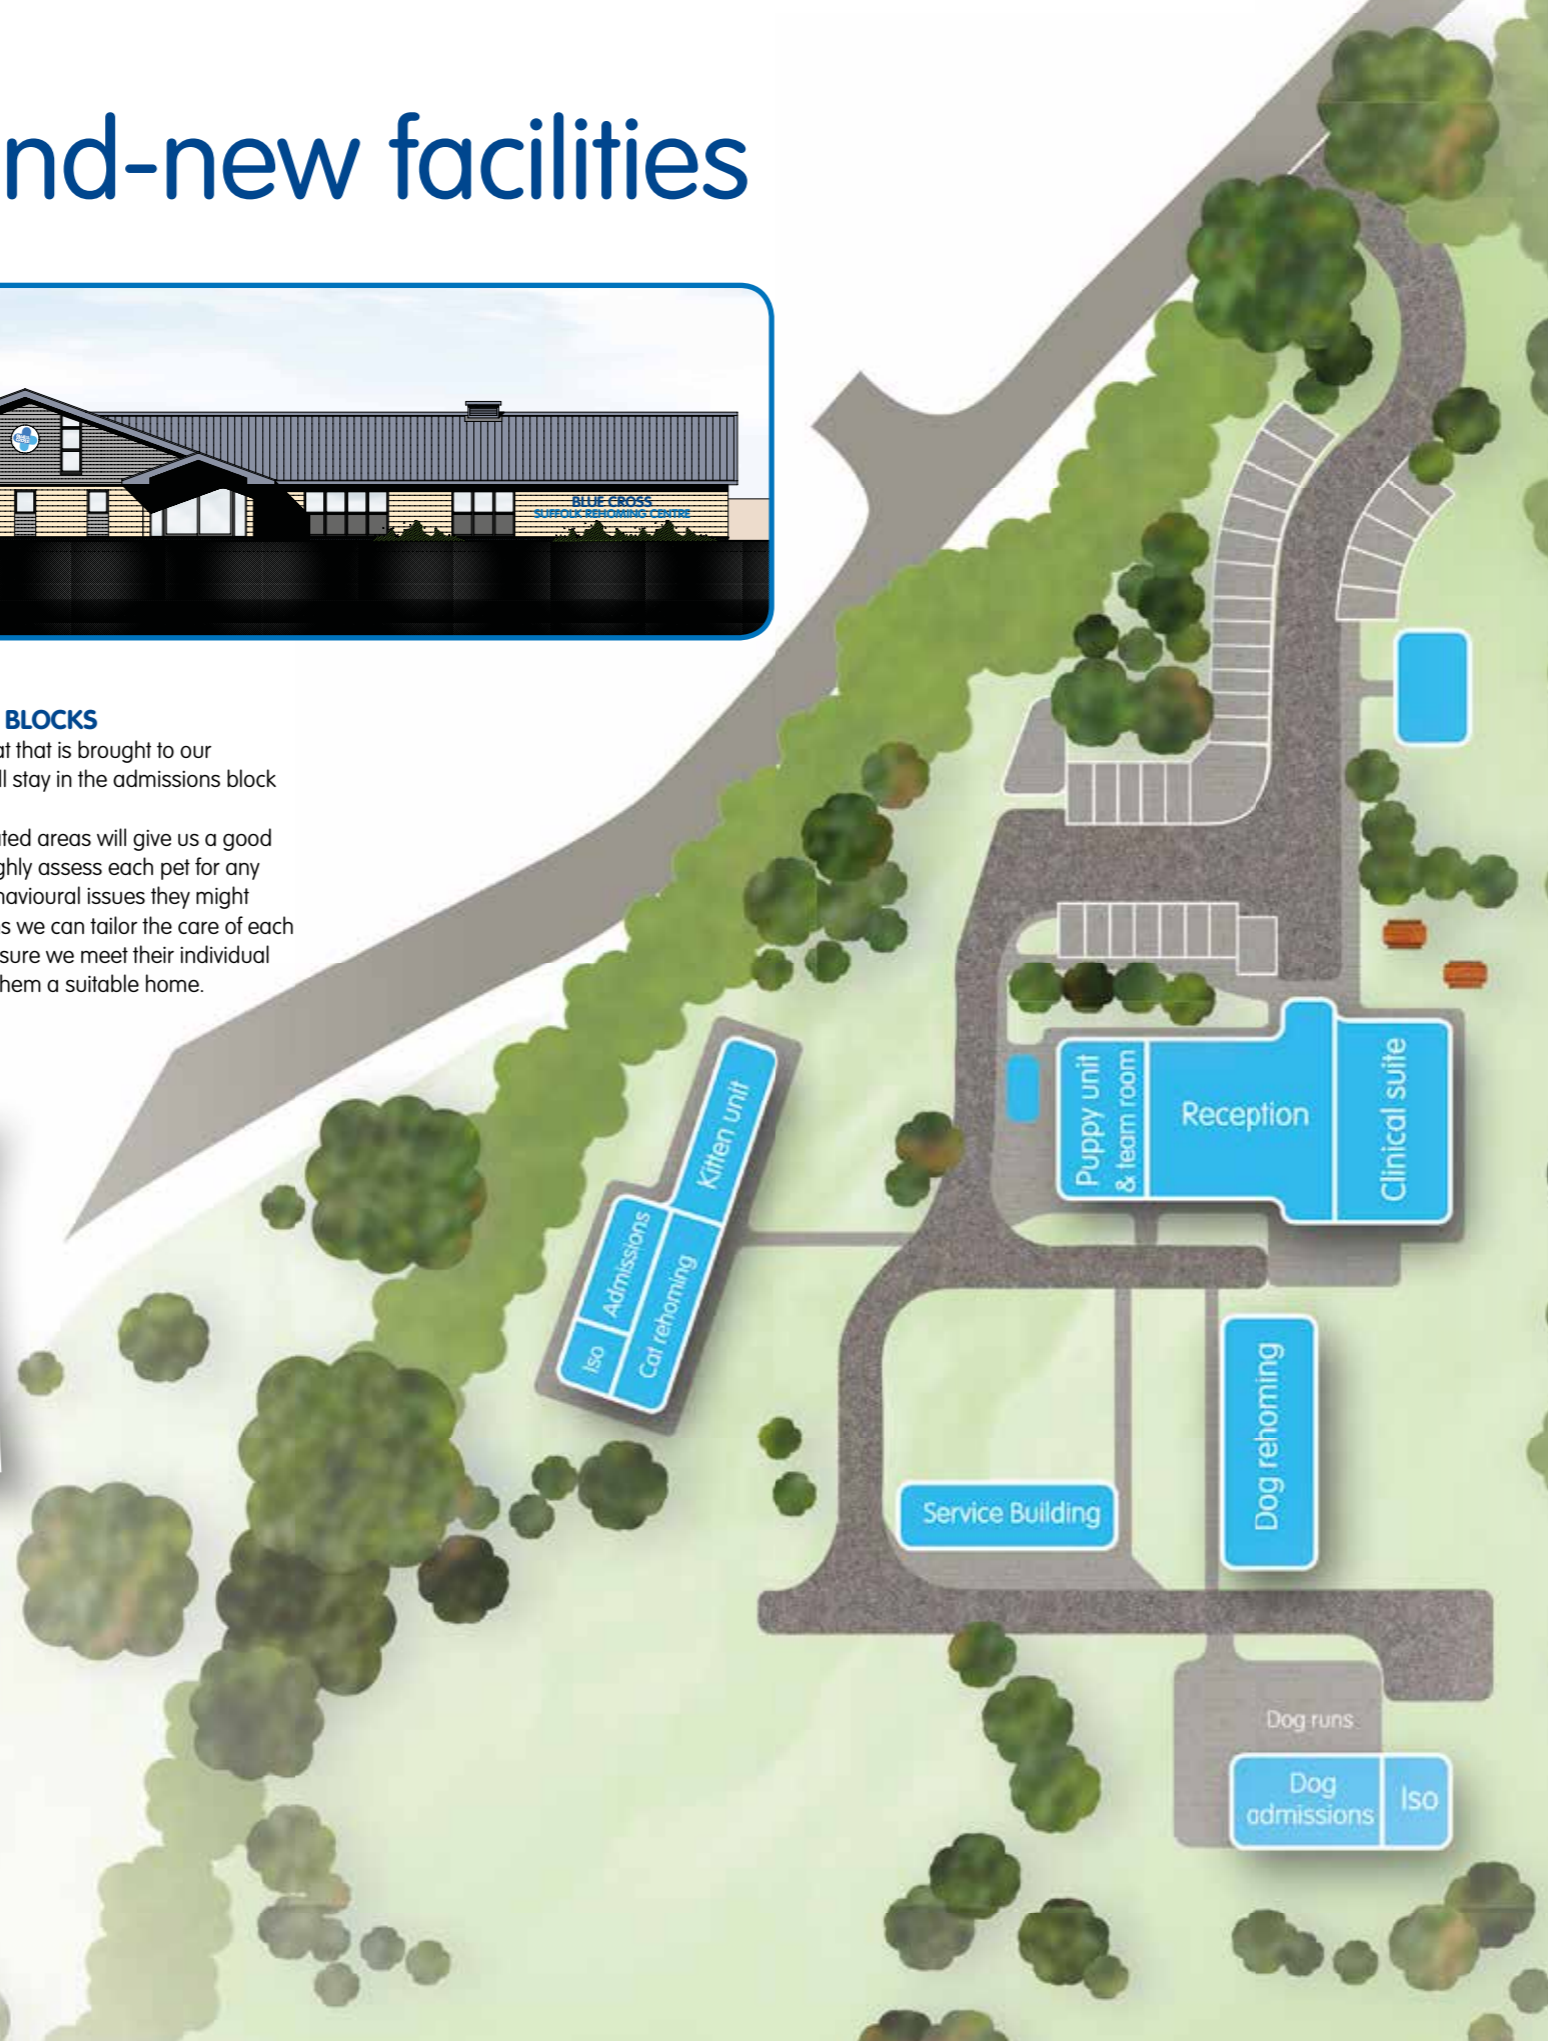 nd-new facilities
BLUE CROSS
SUFFOLK REHOMING CENTRE
BLOCKS
at that is brought to our
ll stay in the admissions block
ted areas will give us a good
ghly assess each pet for any
havioural issues they might
s we can tailor the care of each
sure we meet their individual
them a suitable home.
Kitten unit
Admissions
Cat rehoming
Iso
Puppy unit
& team room
Reception
Clinical suite
Dog rehoming
Service Building
Dog runs
Dog
admissions
Iso